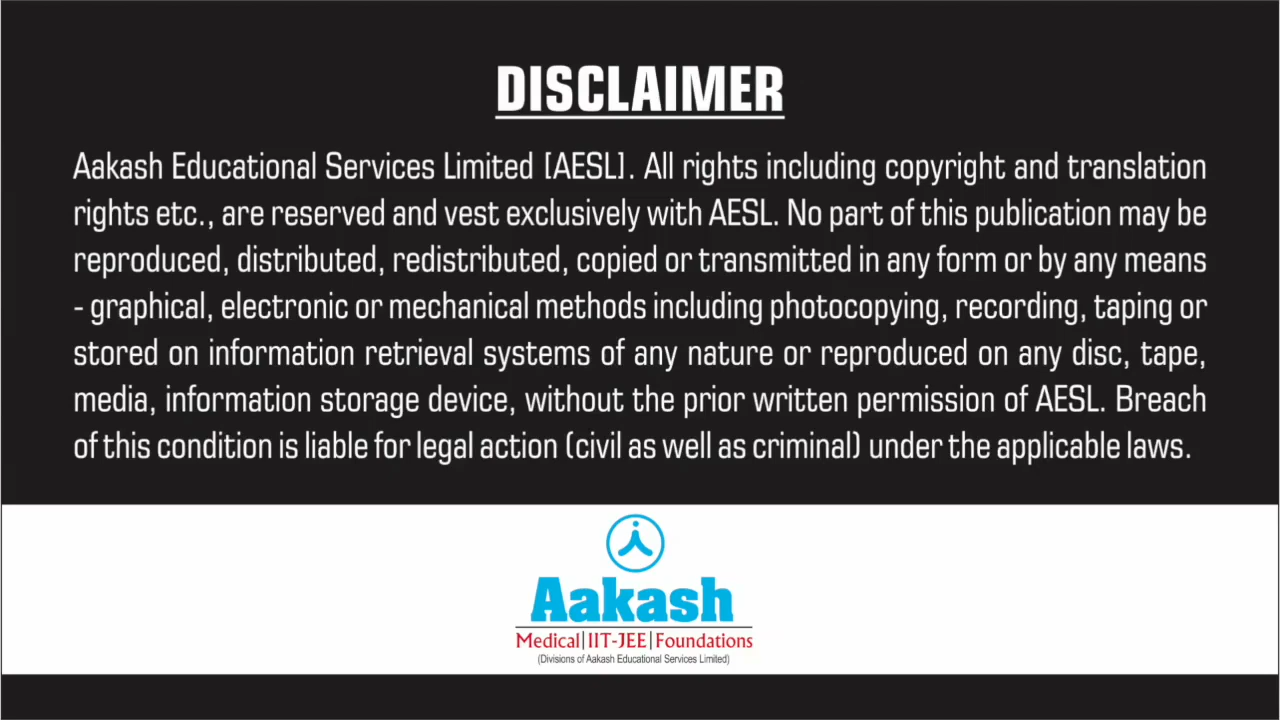 DISCLAIMER
Aakash Educational Services Limited [AESL]. All rights including copyright and translation
rights etc., are reserved and vest exclusively with AESL. No part of this publication may be
reproduced, distributed, redistributed, copied or transmitted in any form or by any means
- graphical, electronic or mechanical methods including photocopying, recording, taping or
stored on information retrieval systems of any nature or reproduced on any disc, tape,
media, information storage device, without the prior written permission of AESL. Breach
of this condition is liable for legal action (civil as well as criminal) under the applicable laws.
Aakash
Medical|IIT-JEE|Foundations
(Divisions of Aakash Educational Services Limited)